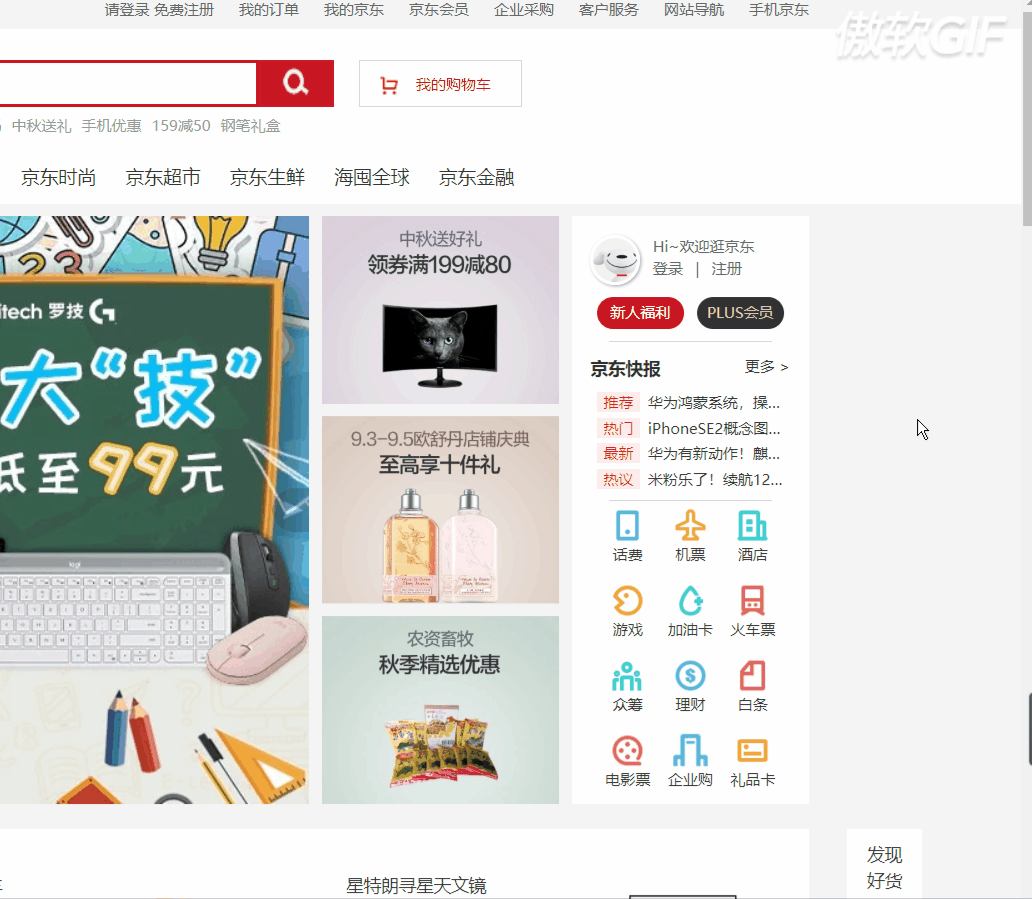 请登录 免费注册 我的订单 我的京东 京东会员 企业采购 客户服务 网站导航 手机京东
傲软GIF
我的购物车
中秋送礼 手机优惠 159减50 钢笔礼盒
京东时尚 京东超市 京东生鲜 海囤全球 京东金融
itech 罗技
大“技”
低至99元
logi
中秋送好礼
领券满199减80
9.3-9.5欧舒丹店铺庆典
至高享十件礼
农资畜牧
秋季精选优惠
Hi~欢迎逛京东
登录 | 注册
新人福利 PLUS会员
京东快报 更多 >
推荐 华为鸿蒙系统，操...
热门 iPhoneSE2概念图...
最新 华为有新动作！麒...
热议 米粉乐了！续航12...
话费 机票 酒店
游戏 加油卡 火车票
众筹 理财 白条
电影票 企业购 礼品卡
星特朗寻星天文镜
发现
好货